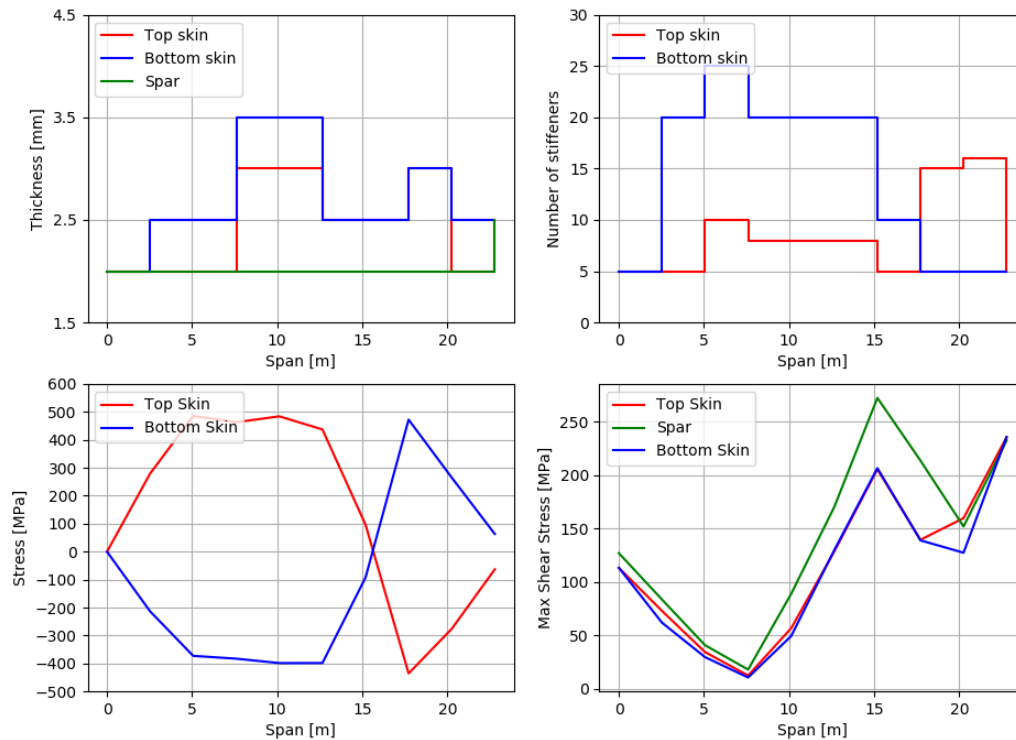 4.5
3.5
2.5
1.5
Thickness [mm]
Top skin
Bottom skin
Spar
0
5
10
15
20
Span [m]
30
25
20
15
10
5
0
Number of stiffeners
Top skin
Bottom skin
0
5
10
15
20
Span [m]
600
500
400
300
200
100
0
−100
−200
−300
−400
−500
Stress [MPa]
Top Skin
Bottom Skin
0
5
10
15
20
Span [m]
250
200
150
100
50
0
Max Shear Stress [MPa]
Top Skin
Spar
Bottom Skin
0
5
10
15
20
Span [m]